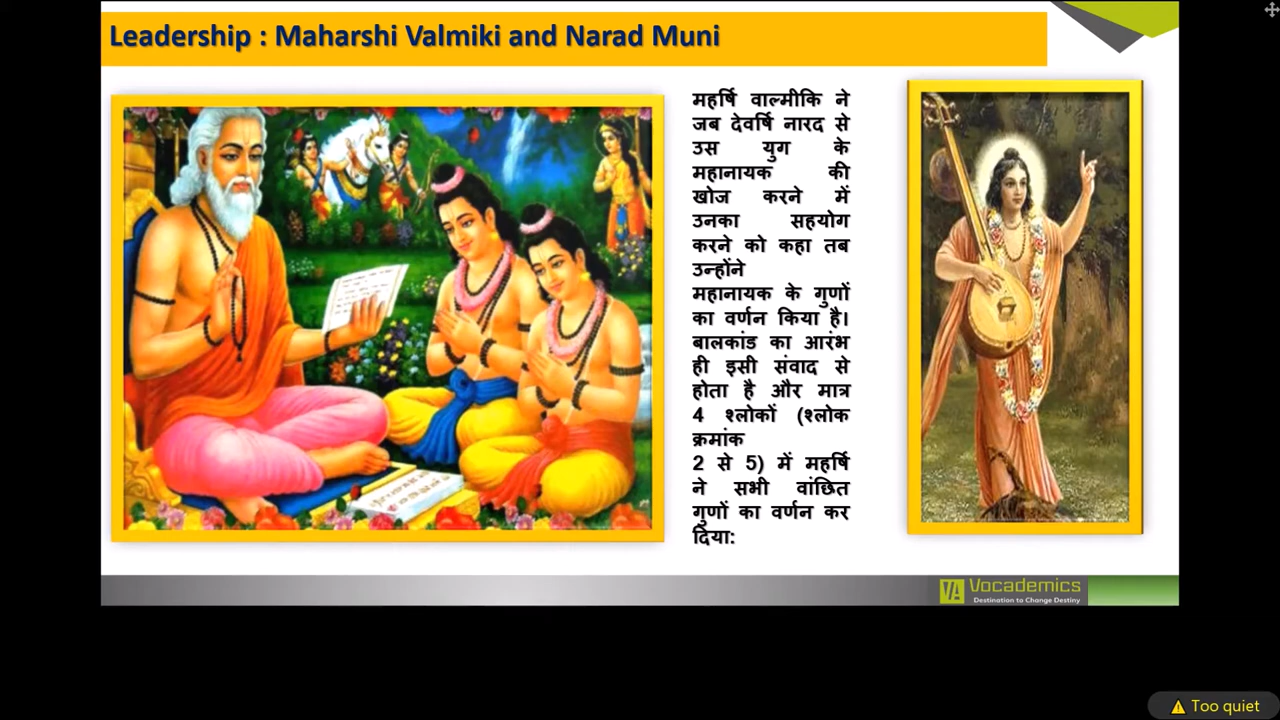 Leadership : Maharshi Valmiki and Narad Muni
महर्षि वाल्मीकि ने
जब देवर्षि नारद से
उस युग के
महानायक की
खोज करने में
उनका सहयोग
करने को कहा तब
उन्होंने
महानायक के गुणों
का वर्णन किया है।
बालकांड का आरंभ
ही इसी संवाद से
होता है और मात्र
4 श्लोकों (श्लोक
क्रमांक
2 से 5) में महर्षि
ने सभी वांछित
गुणों का वर्णन कर
दिया:
VA Vocademics
Destination to Change Destiny
Too quiet